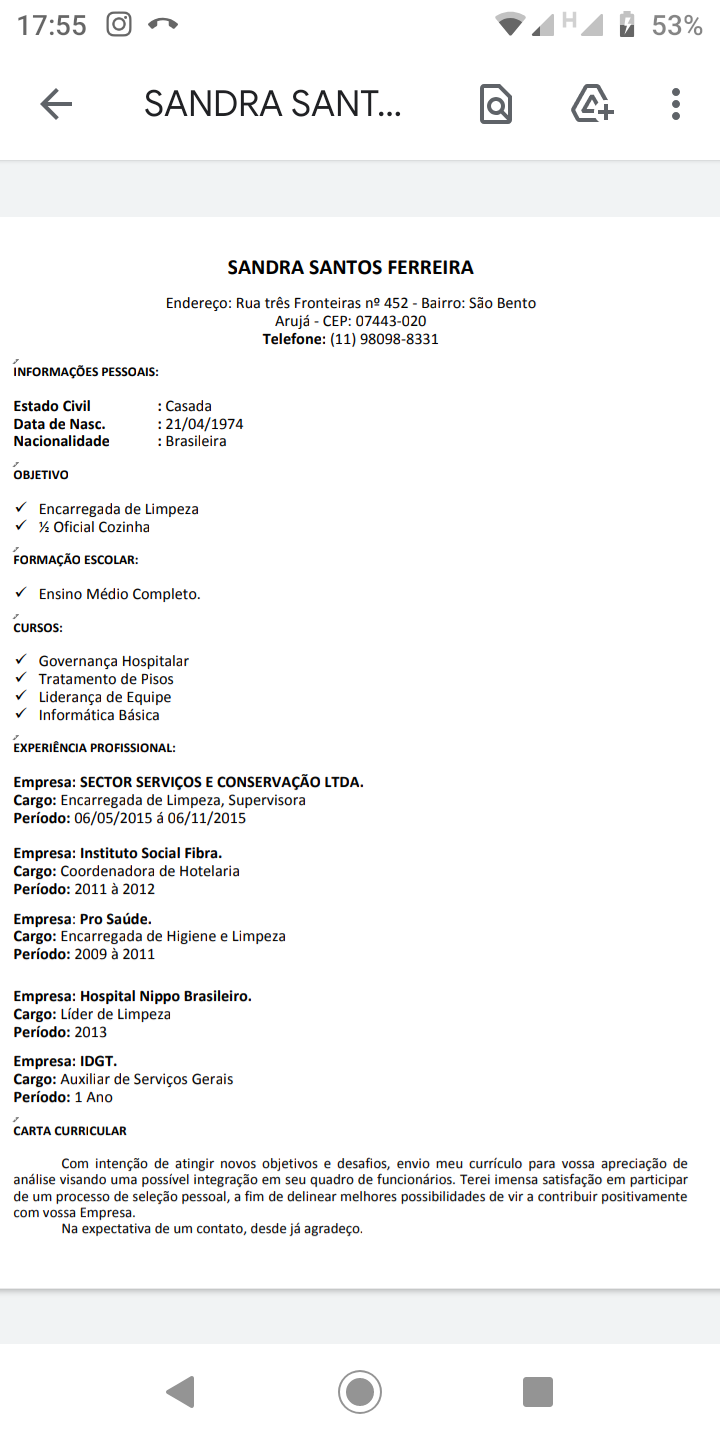 17:55
H
53%
SANDRA SANT...
SANDRA SANTOS FERREIRA
Endereço: Rua três Fronteiras nº 452 - Bairro: São Bento
Arujá - CEP: 07443-020
Telefone: (11) 98098-8331
INFORMAÇÕES PESSOAIS:
Estado Civil : Casada
Data de Nasc. : 21/04/1974
Nacionalidade : Brasileira
OBJETIVO
✓ Encarregada de Limpeza
✓ ½ Oficial Cozinha
FORMAÇÃO ESCOLAR:
✓ Ensino Médio Completo.
CURSOS:
✓ Governança Hospitalar
✓ Tratamento de Pisos
✓ Liderança de Equipe
✓ Informática Básica
EXPERIÊNCIA PROFISSIONAL:
Empresa: SECTOR SERVIÇOS E CONSERVAÇÃO LTDA.
Cargo: Encarregada de Limpeza, Supervisora
Período: 06/05/2015 á 06/11/2015
Empresa: Instituto Social Fibra.
Cargo: Coordenadora de Hotelaria
Período: 2011 à 2012
Empresa: Pro Saúde.
Cargo: Encarregada de Higiene e Limpeza
Período: 2009 à 2011
Empresa: Hospital Nippo Brasileiro.
Cargo: Líder de Limpeza
Período: 2013
Empresa: IDGT.
Cargo: Auxiliar de Serviços Gerais
Período: 1 Ano
CARTA CURRICULAR
Com intenção de atingir novos objetivos e desafios, envio meu currículo para vossa apreciação de
análise visando uma possível integração em seu quadro de funcionários. Terei imensa satisfação em participar
de um processo de seleção pessoal, a fim de delinear melhores possibilidades de vir a contribuir positivamente
com vossa Empresa.
Na expectativa de um contato, desde já agradeço.